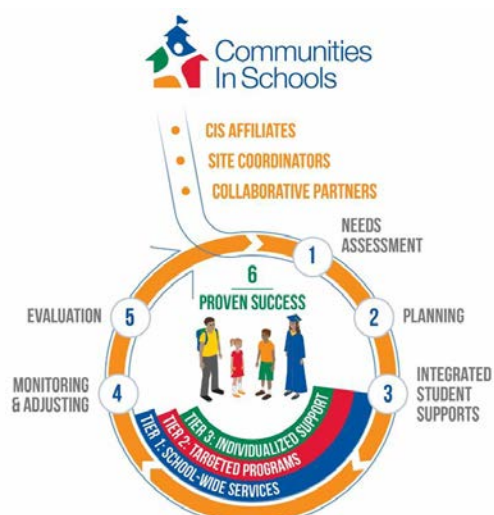 Communities
In Schools
CIS AFFILIATES
SITE COORDINATORS
COLLABORATIVE PARTNERS
1
NEEDS
ASSESSMENT
2
PLANNING
3
INTEGRATED
STUDENT
SUPPORTS
4
MONITORING
& ADJUSTING
5
EVALUATION
6
PROVEN SUCCESS
TIER 3: INDIVIDUALIZED SUPPORT
TIER 2: TARGETED PROGRAMS
TIER 1: SCHOOL-WIDE SERVICES